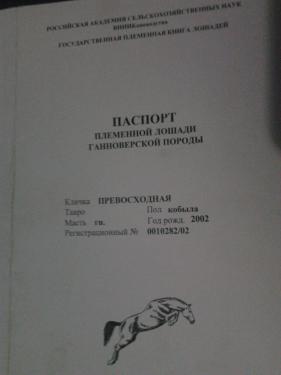 РОССИЙСКАЯ АКАДЕМИЯ СЕЛЬСКОХОЗЯЙСТВЕННЫХ НАУК
ВНИИКоневодства
ГОСУДАРСТВЕННАЯ ПЛЕМЕННАЯ КНИГА ЛОШАДЕЙ
ПАСПОРТ
ПЛЕМЕННОЙ ЛОШАДИ
ГАННОВЕРСКОЙ ПОРОДЫ
Кличка ПРЕВОСХОДНАЯ
Тавро Пол кобыла
Масть гн. Год рожд. 2002
Регистрационный № 0010282/02